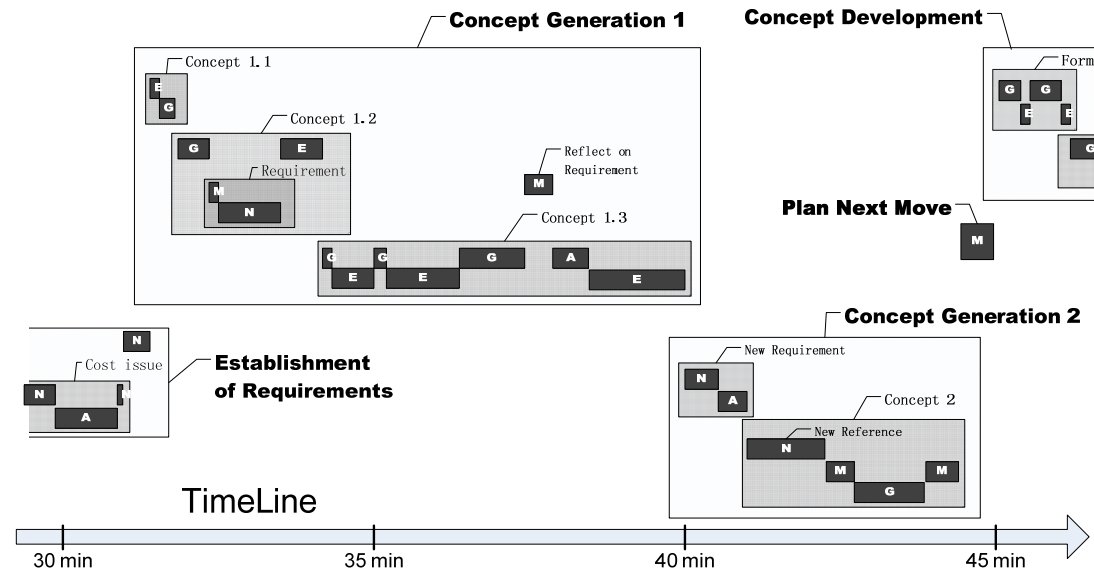 Concept Generation 1
Concept Development
Concept 1.1
E
G
Form
G
G
E
E
G
Concept 1.2
G
E
Requirement
M
N
Reflect on
Requirement
M
Concept 1.3
G
G
G
A
E
E
E
Plan Next Move
M
Concept Generation 2
N
Cost issue
N
N
A
Establishment
of Requirements
New Requirement
N
A
Concept 2
New Reference
N
M
M
G
TimeLine
30 min
35 min
40 min
45 min